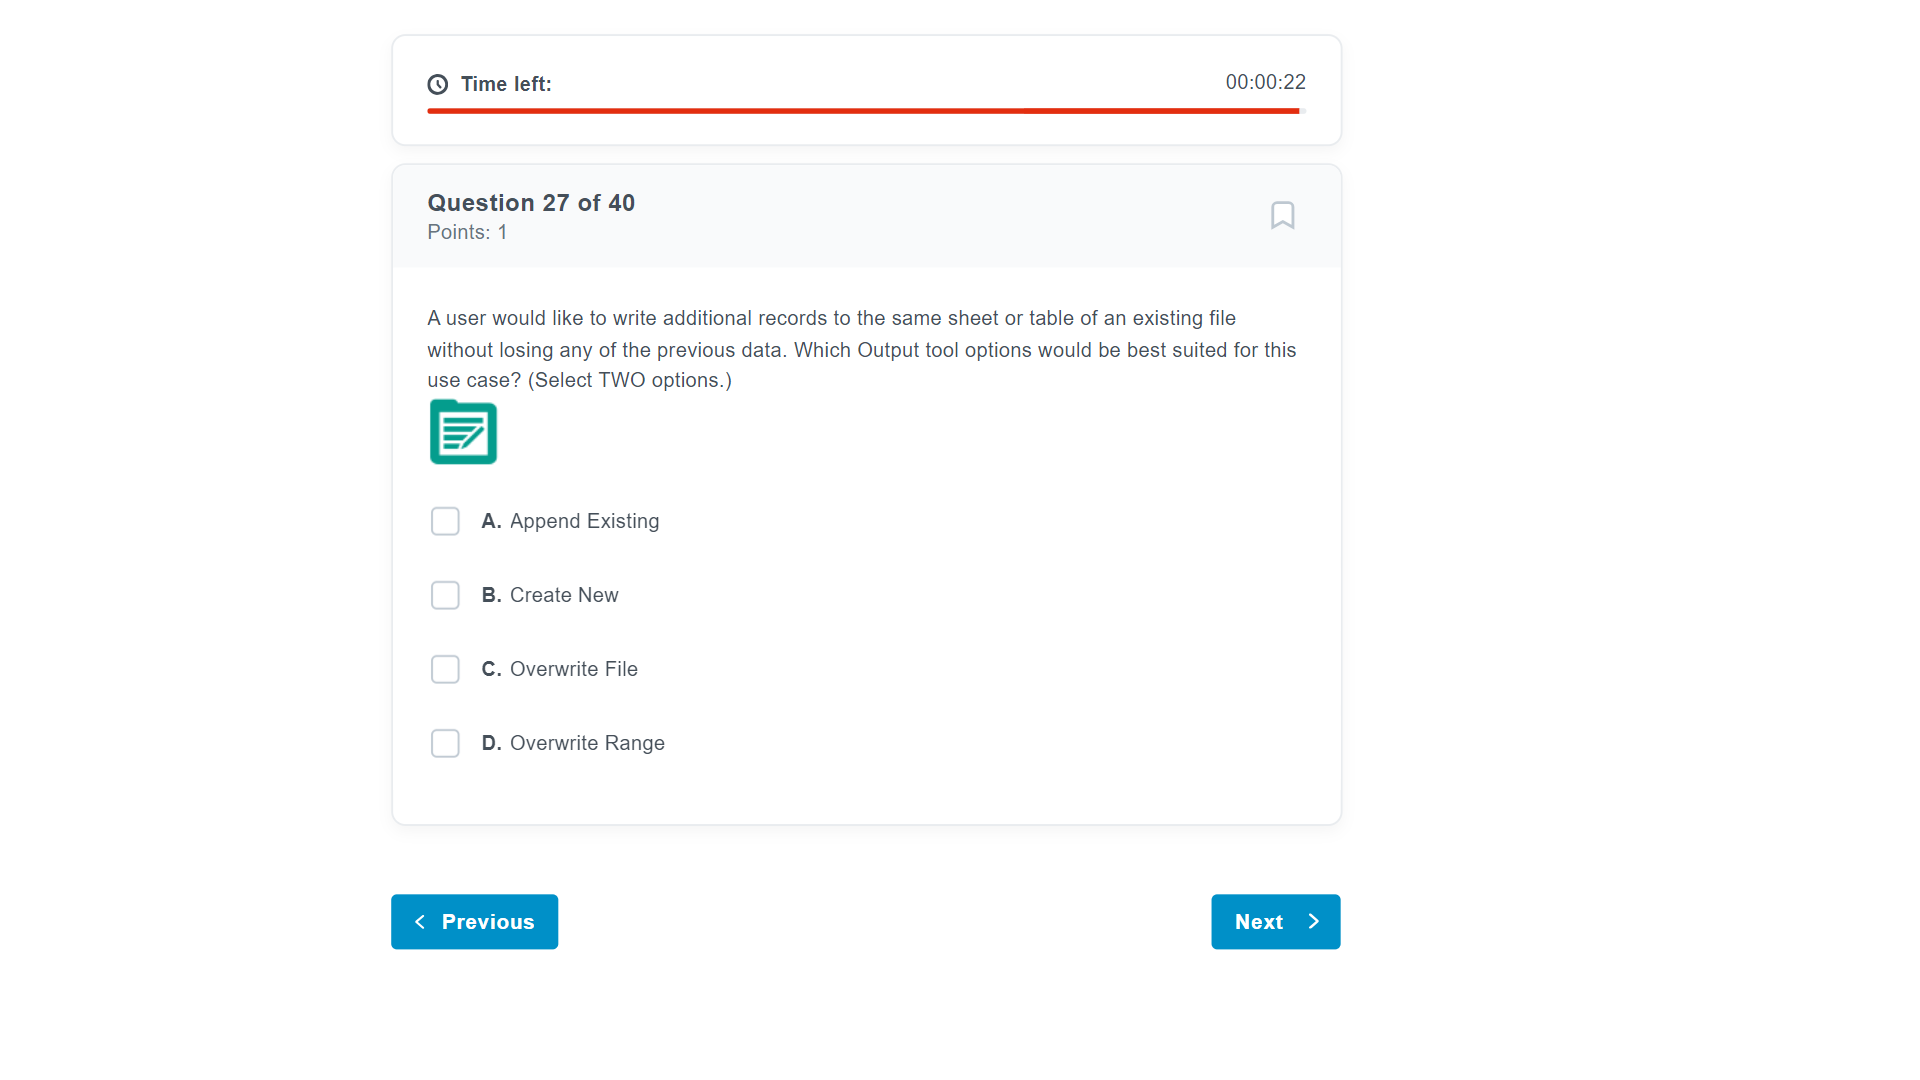 Time left:
00:00:22
Question 27 of 40
Points: 1
A user would like to write additional records to the same sheet or table of an existing file
without losing any of the previous data. Which Output tool options would be best suited for this
use case? (Select TWO options.)
A. Append Existing
B. Create New
C. Overwrite File
D. Overwrite Range
Previous
Next